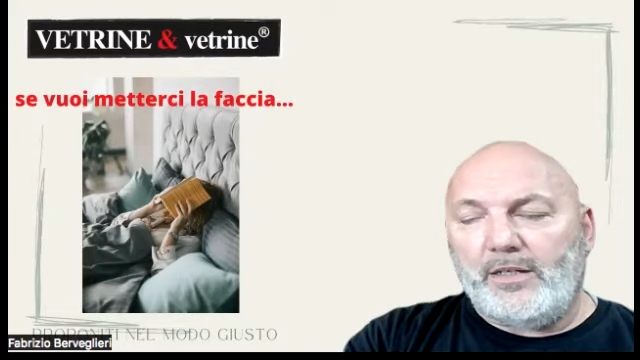 VETRINE & vetrine®
se vuoi metterci la faccia...
PROPONITI NEL MODO GIUSTO
Fabrizio Berveglieri